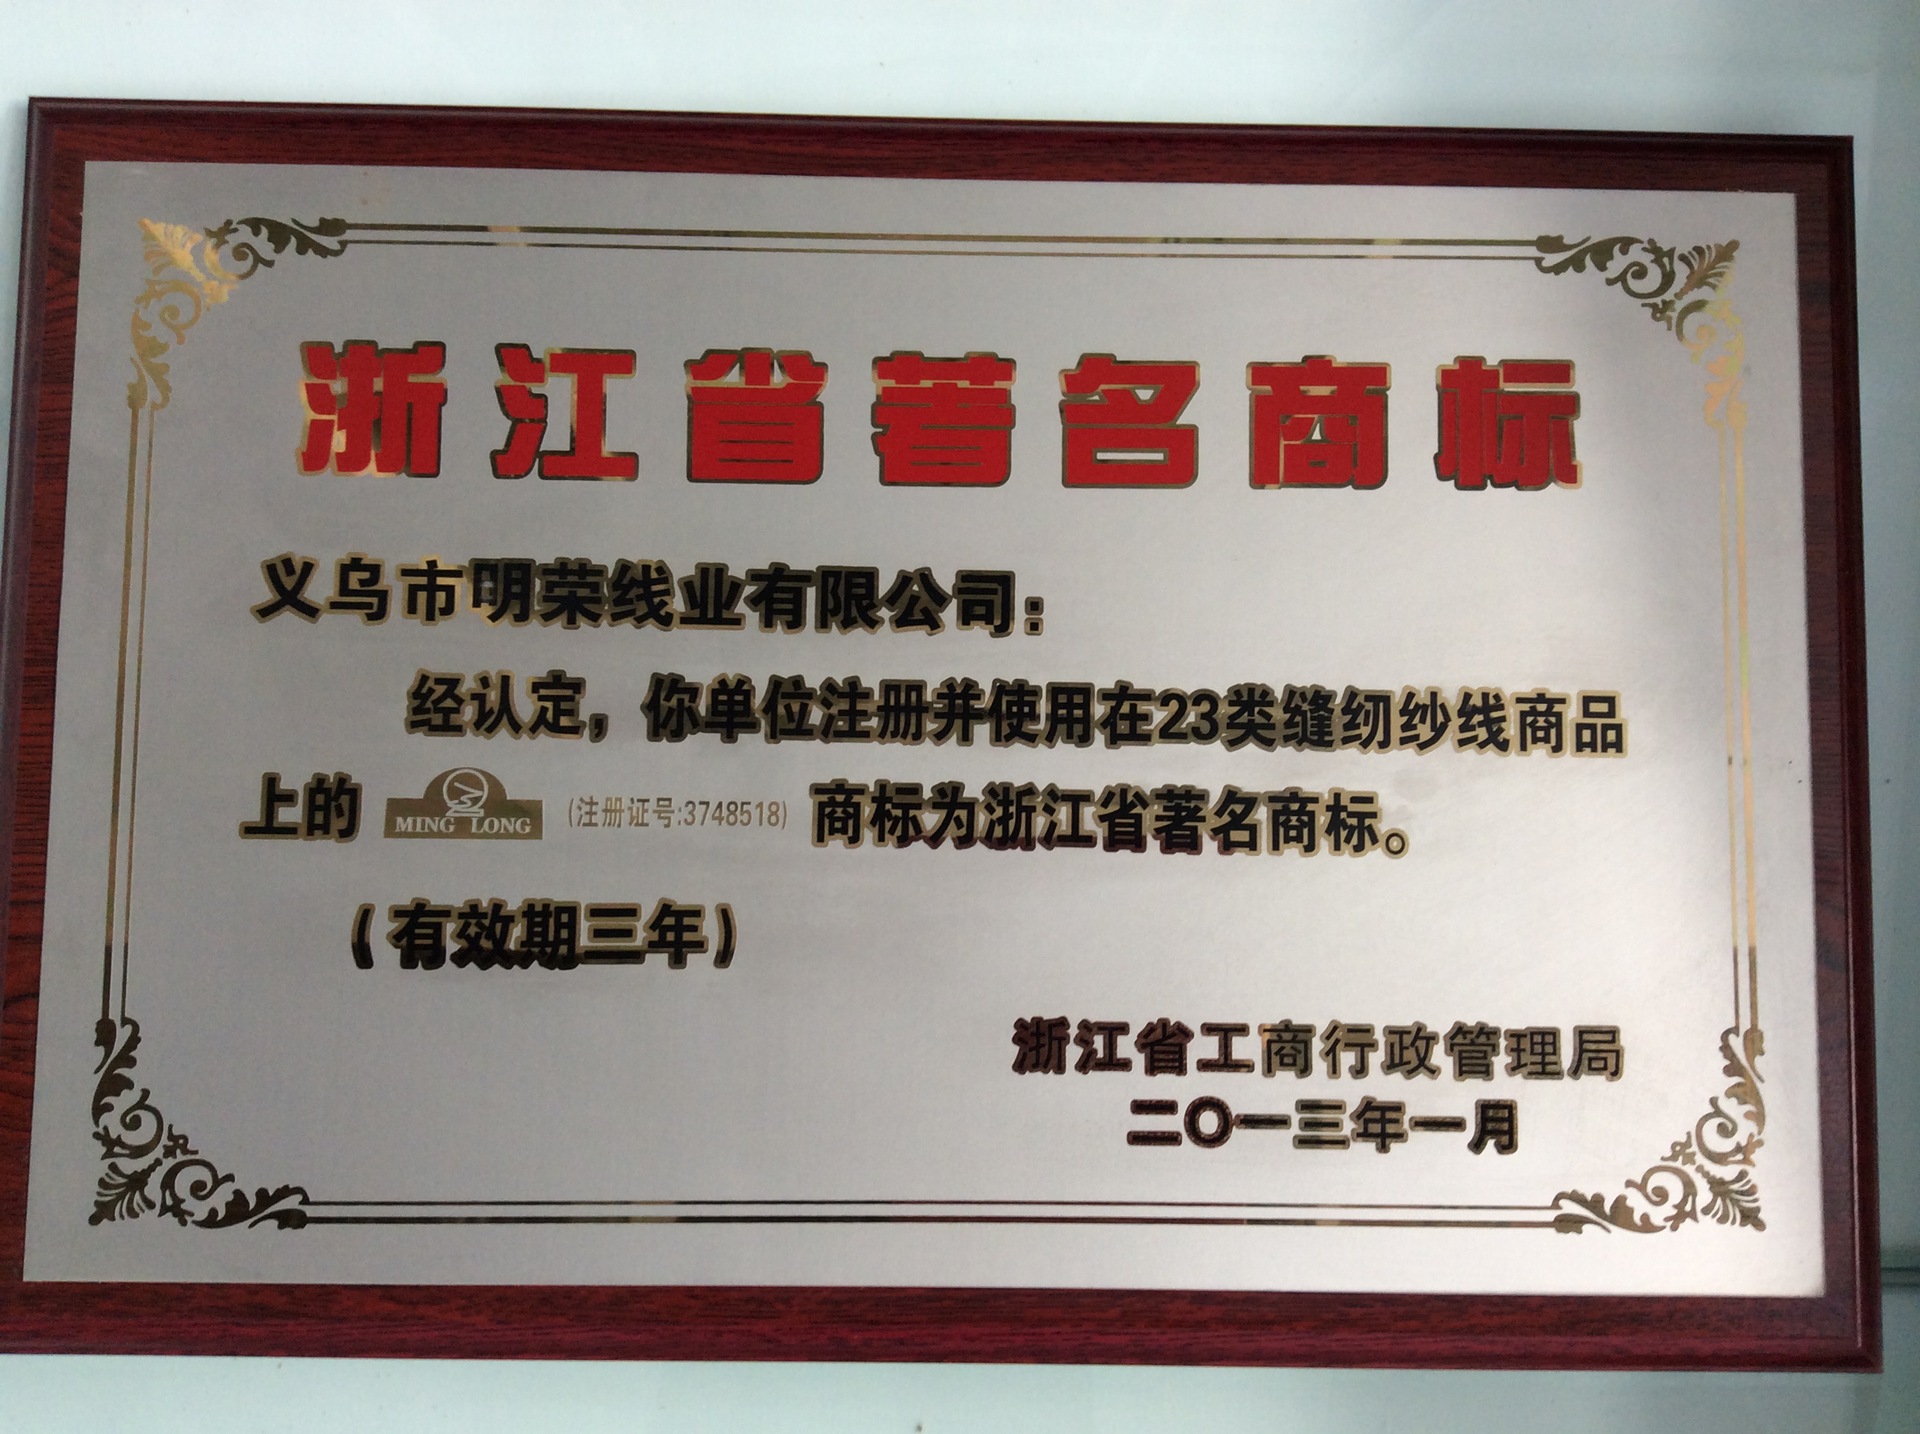 浙江省著名商标
义乌市明荣线业有限公司：
经认定，你单位注册并使用在23类缝纫纱线商品
上的 MING LONG (注册证号:3748518) 商标为浙江省著名商标。
（有效期三年）
浙江省工商行政管理局
二〇一三年一月